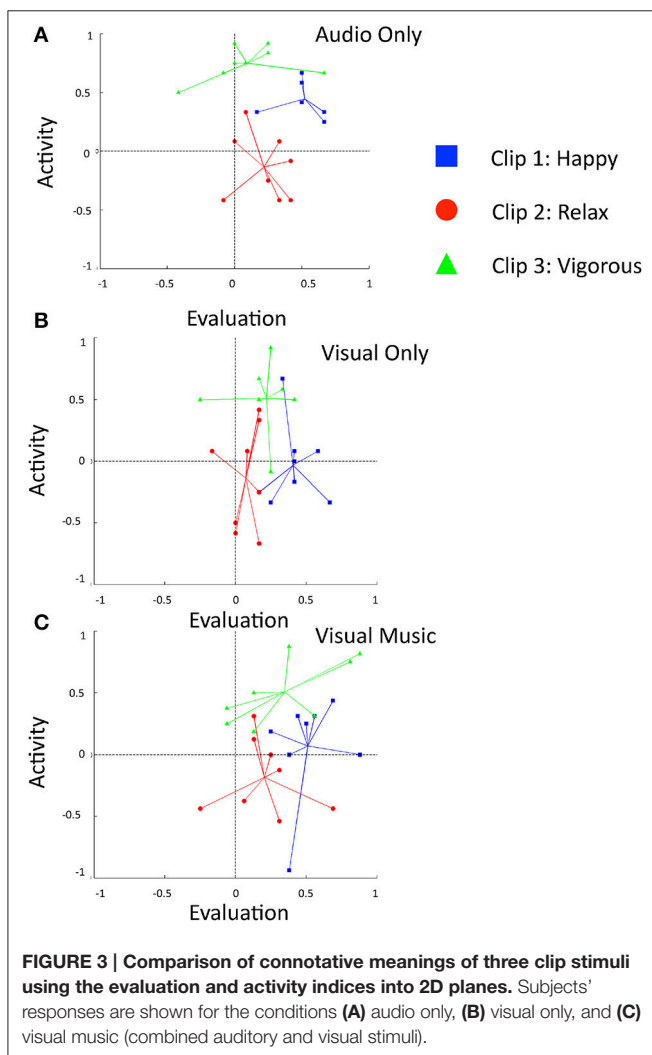 A
Audio Only
1
0.5
0
-0.5
-1
-1 -0.5 0 0.5 1
Activity
Evaluation
Clip 1: Happy
Clip 2: Relax
Clip 3: Vigorous
B
Visual Only
1
0.5
0
-0.5
-1
-1 -0.5 0 0.5 1
Activity
Evaluation
C
Visual Music
1
0.5
0
-0.5
-1
-1 -0.5 0 0.5 1
Activity
Evaluation
FIGURE 3 | Comparison of connotative meanings of three clip stimuli
using the evaluation and activity indices into 2D planes. Subjects'
responses are shown for the conditions (A) audio only, (B) visual only, and (C)
visual music (combined auditory and visual stimuli).